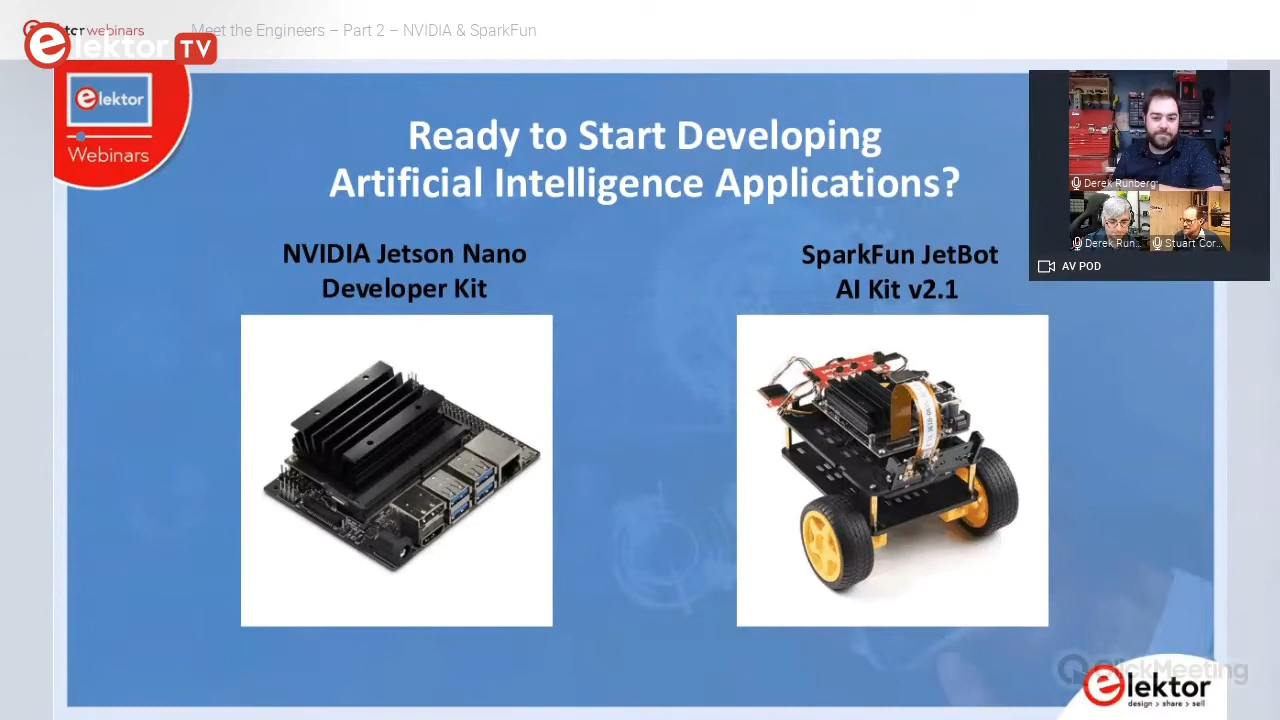 elektor webinars
Meet the Engineers – Part 2 – NVIDIA & SparkFun
elektor TV
elektor
Webinars
Ready to Start Developing
Artificial Intelligence Applications?
NVIDIA Jetson Nano
Developer Kit
SparkFun JetBot
AI Kit v2.1
Derek Runberg
Derek Run...
Stuart Cor...
AV POD
ClickMeeting
elektor
design > share > sell